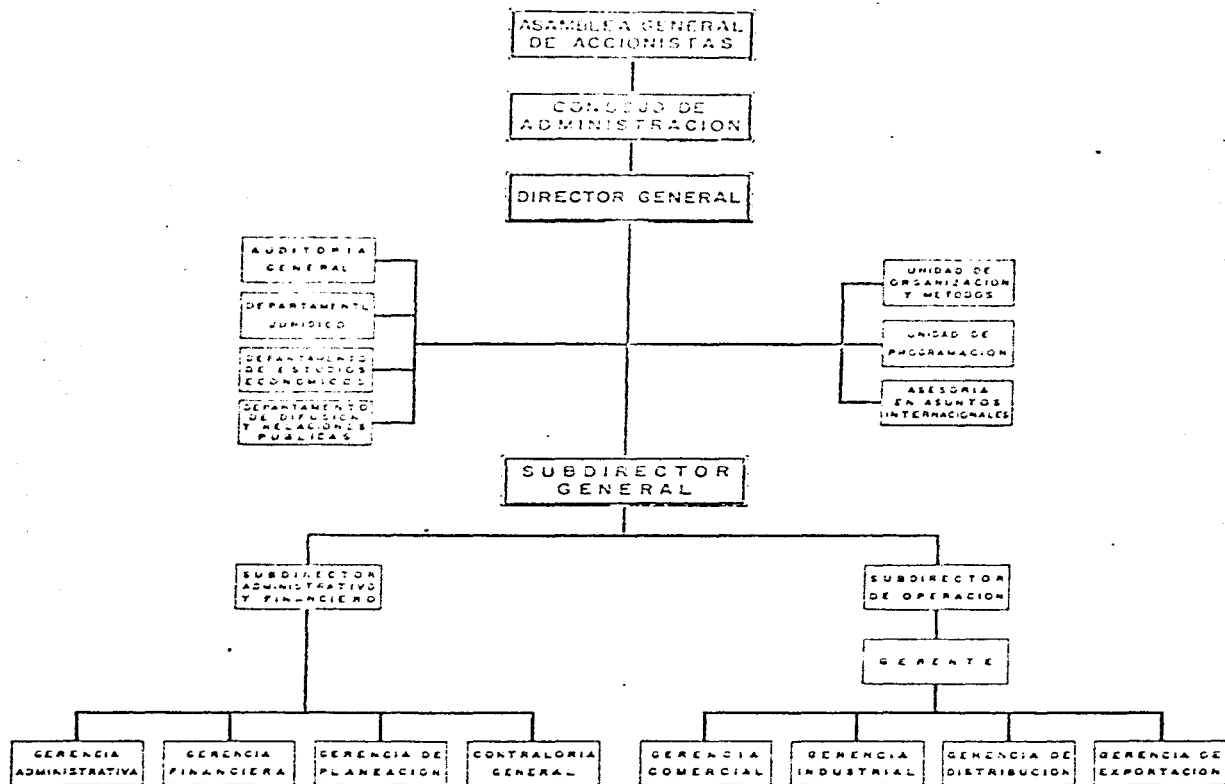 ASAMBLEA GENERAL
DE ACCIONISTAS
CONSEJO DE
ADMINISTRACION
DIRECTOR GENERAL
AUDITORIA
GENERAL
DEPARTAMENTO
JURIDICO
DEPARTAMENTO
DE ESTUDIOS
ECONOMICOS
DEPARTAMENTO
DE DIFUSION
Y RELACIONES
PUBLICAS
UNIDAD DE
ORGANIZACION
Y METODOS
UNIDAD DE
PROGRAMACION
ASESORIA
EN ASUNTOS
INTERNACIONALES
SUBDIRECTOR
GENERAL
SUBDIRECTOR
ADMINISTRATIVO
Y FINANCIERO
SUBDIRECTOR
DE OPERACION
GERENTE
GERENCIA
ADMINISTRATIVA
GERENCIA
FINANCIERA
GERENCIA DE
PLANEACION
CONTRALORIA
GENERAL
GERENCIA
COMERCIAL
GERENCIA
INDUSTRIAL
GERENCIA DE
DISTRIBUCION
GERENCIA DE
EXPORTACION